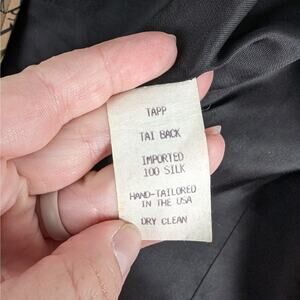 TAPP
TAI BACK
IMPORTED
100 SILK
HAND-TAILORED
IN THE USA
DRY CLEAN